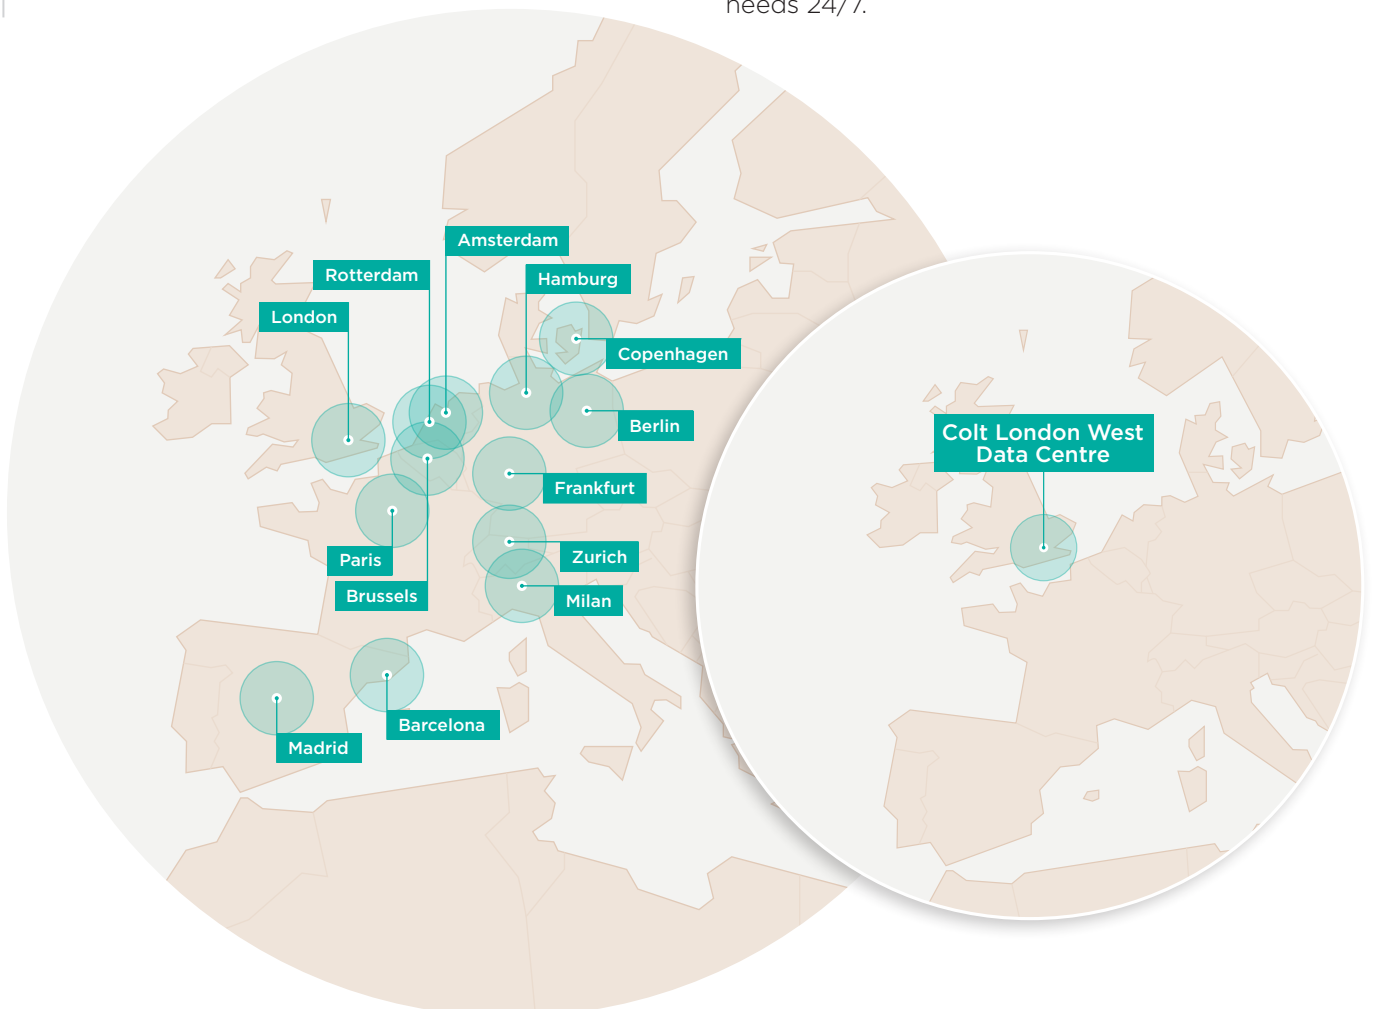 needs 24/7.
Amsterdam
Rotterdam
Hamburg
London
Copenhagen
Berlin
Colt London West
Data Centre
Frankfurt
Zurich
Paris
Brussels
Milan
Barcelona
Madrid